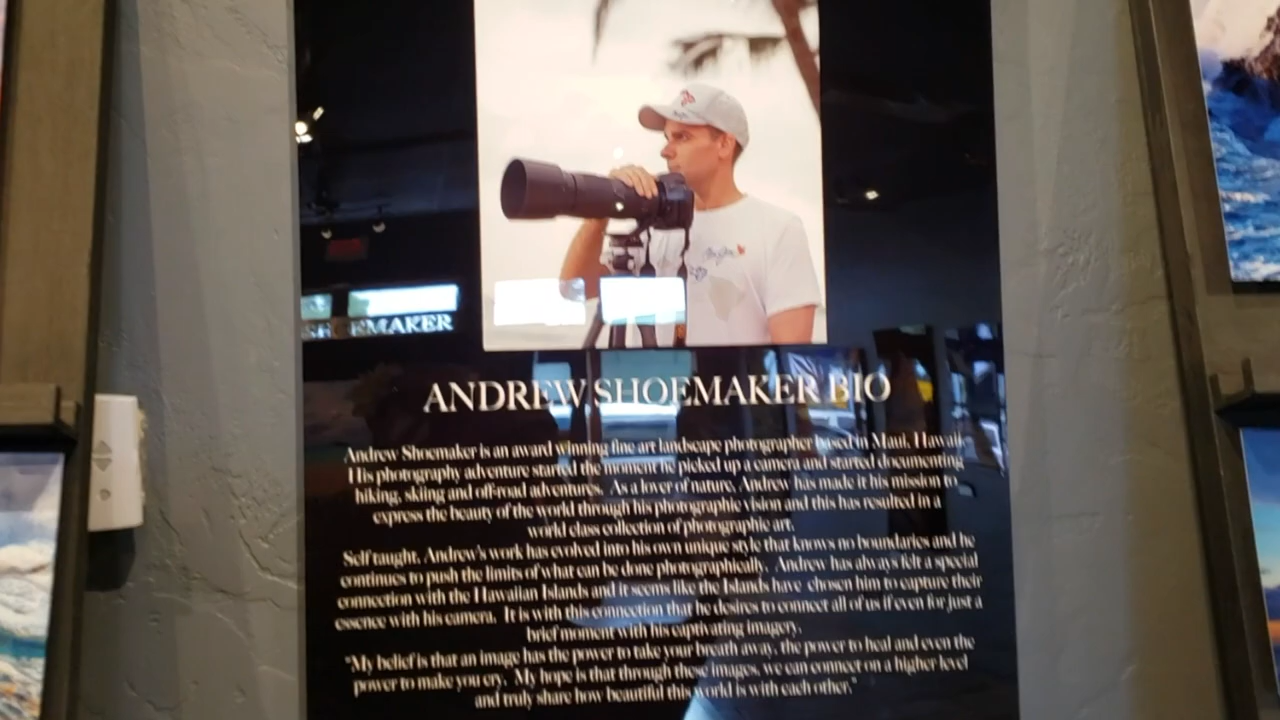 SHOEMAKER
ANDREW SHOEMAKER BIO
Andrew Shoemaker is an award winning fine art landscape photographer based in Maui, Hawaii.
His photography adventure started the moment he picked up a camera and started documenting
hiking, skiing and off-road adventures. As a lover of nature, Andrew has made it his mission to
express the beauty of the world through his photographic vision and this has resulted in a
world class collection of photographic art.
Self taught, Andrew's work has evolved into his own unique style that knows no boundaries and he
continues to push the limits of what can be done photographically. Andrew has always felt a special
connection with the Hawaiian Islands and it seems like the Islands have chosen him to capture their
essence with his camera. It is with this connection that he desires to connect all of us if even for just a
brief moment with his captivating imagery.
"My belief is that an image has the power to take your breath away, the power to heal and even the
power to make you cry. My hope is that through these images, we can connect on a higher level
and truly share how beautiful this world is with each other."